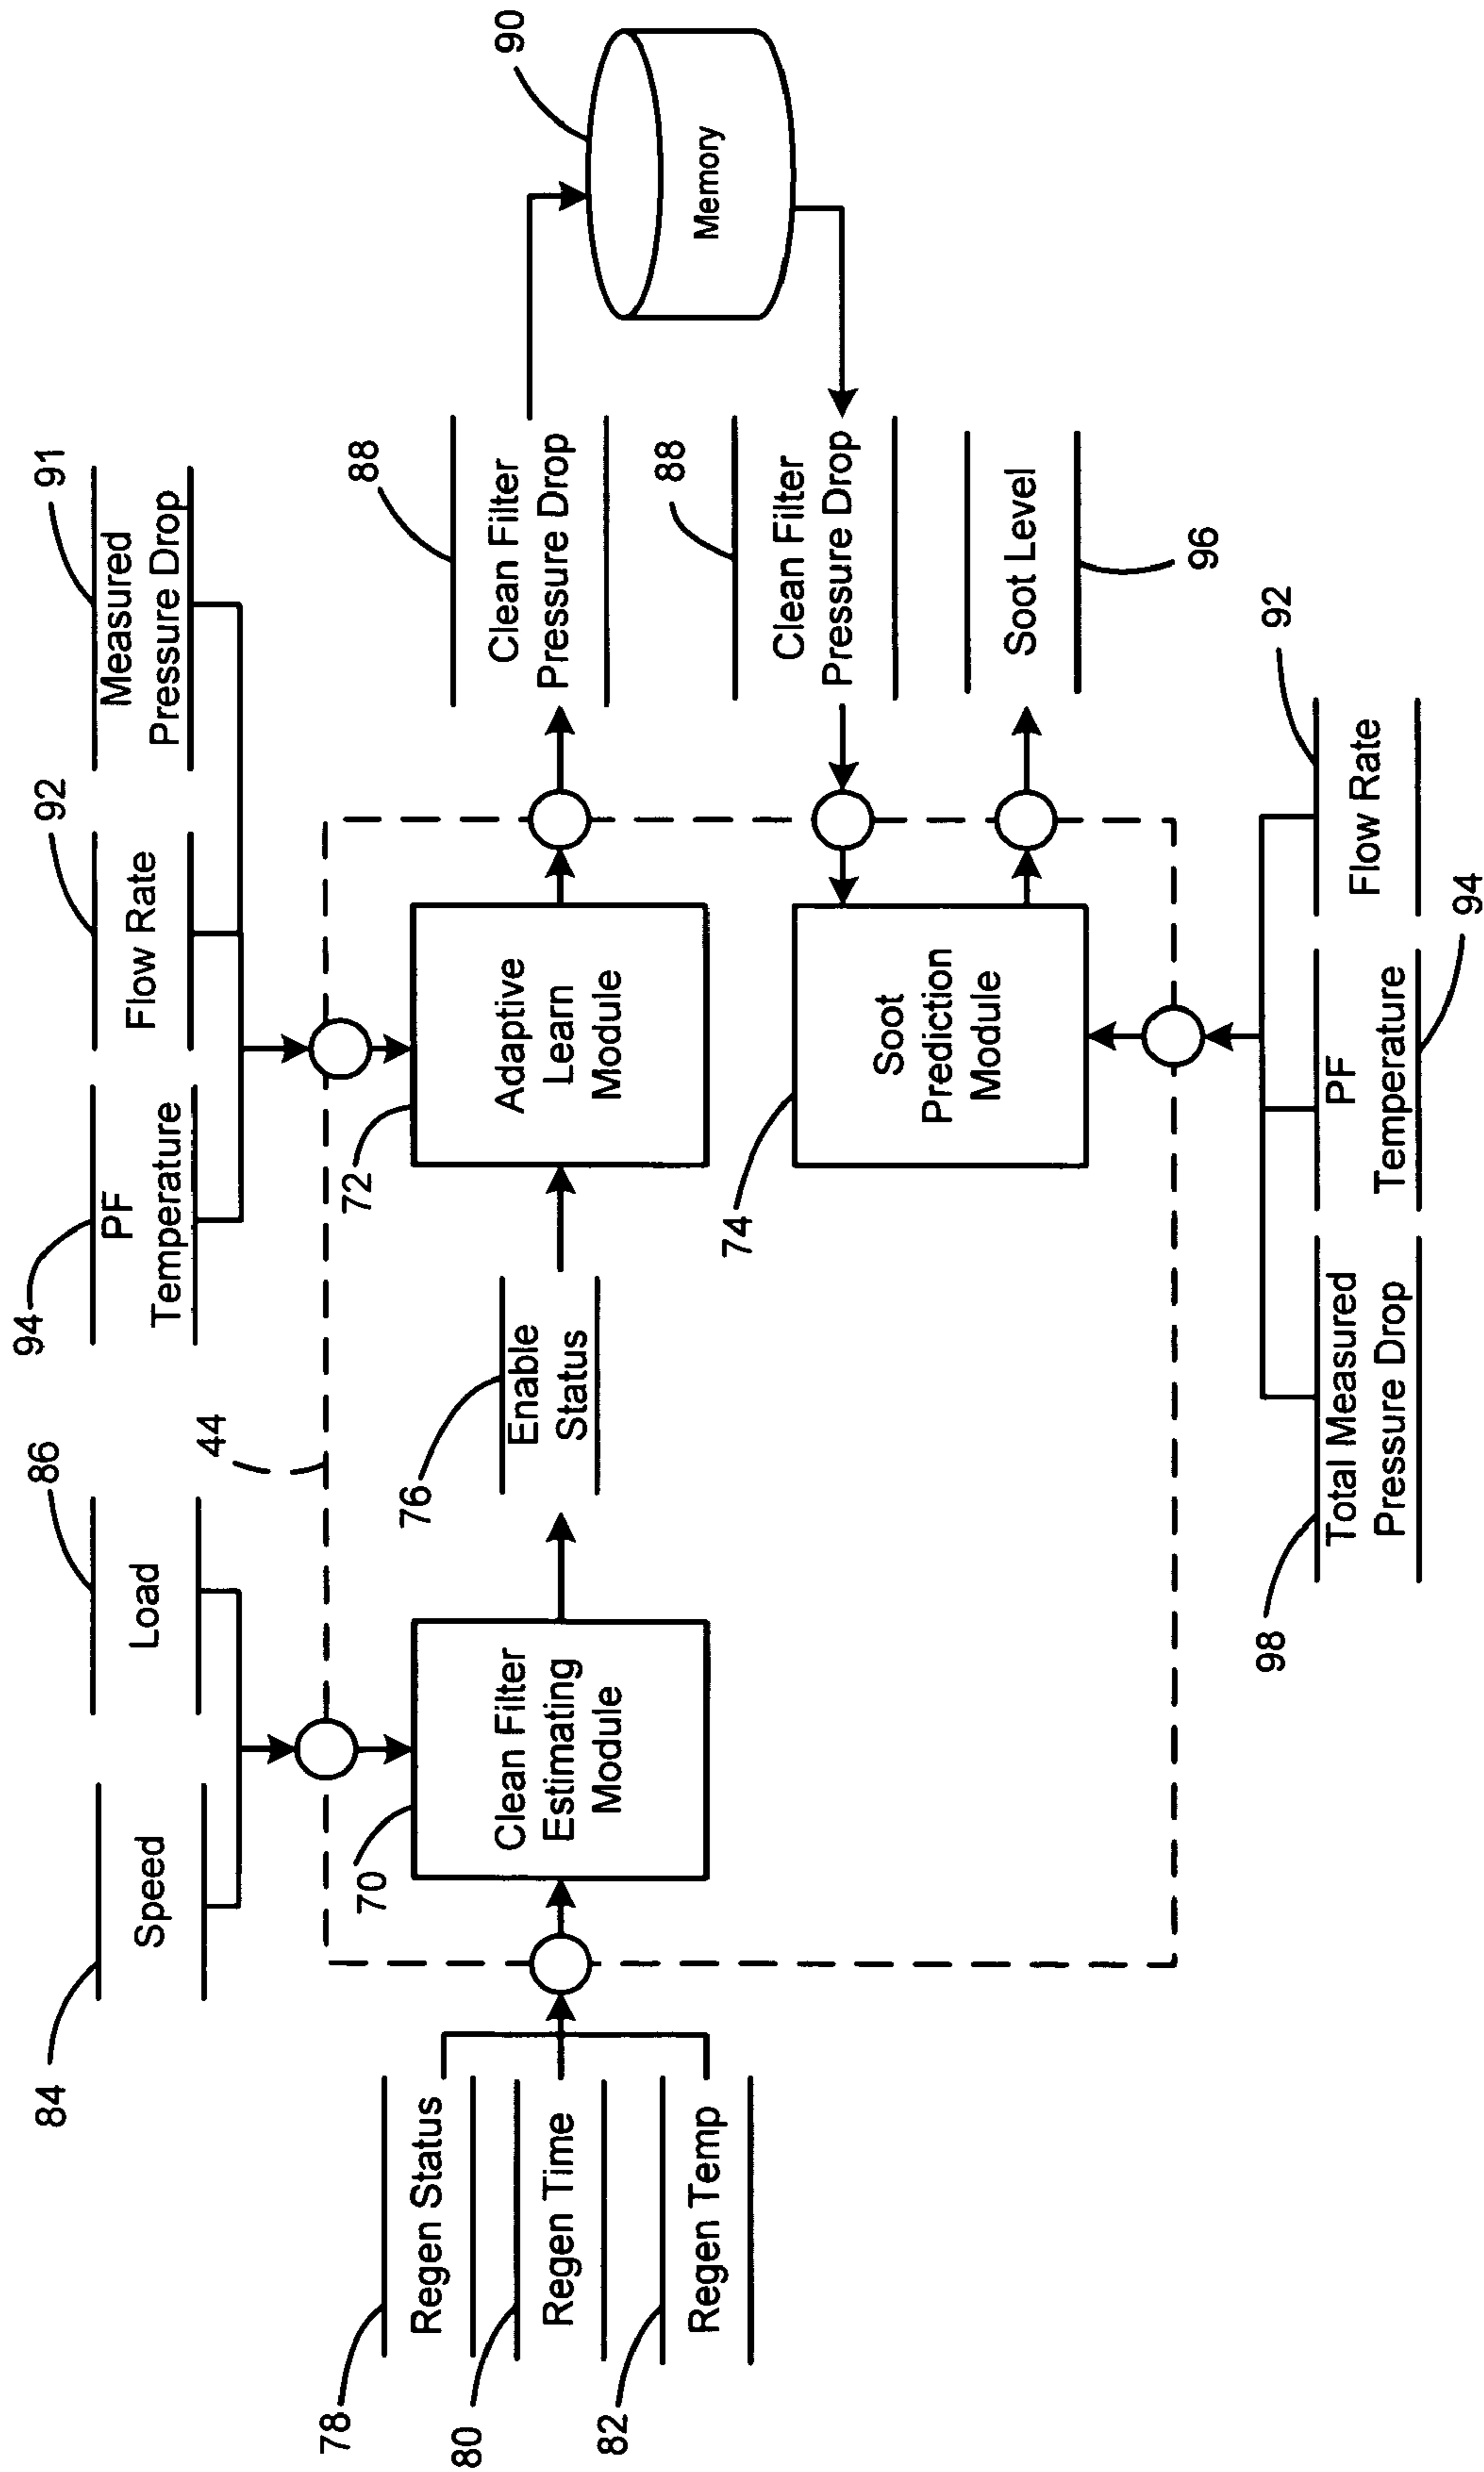 84
Speed
86
Load
94
PF
Temperature
92
Flow Rate
91
Measured
Pressure Drop
44
78
Regen Status
80
Regen Time
82
Regen Temp
70
Clean Filter
Estimating
Module
76
Enable
Status
72
Adaptive
Learn
Module
88
Clean Filter
Pressure Drop
90
Memory
74
Soot
Prediction
Module
88
Clean Filter
Pressure Drop
Soot Level
96
98
Total Measured
Pressure Drop
PF
Temperature
94
Flow Rate
92